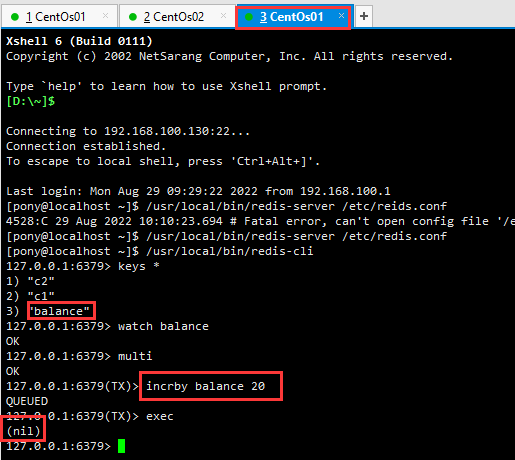 1 CentOs01 × 2 CentOs02 × 3 CentOs01 × +
Xshell 6 (Build 0111)
Copyright (c) 2002 NetSarang Computer, Inc. All rights reserved.
Type `help' to learn how to use Xshell prompt.
[D:\~]$
Connecting to 192.168.100.130:22...
Connection established.
To escape to local shell, press 'Ctrl+Alt+]'.
Last login: Mon Aug 29 09:29:22 2022 from 192.168.100.1
[pony@localhost ~]$ /usr/local/bin/redis-server /etc/reids.conf
4528:C 29 Aug 2022 10:10:23.694 # Fatal error, can't open config file '/e
[pony@localhost ~]$ /usr/local/bin/redis-server /etc/redis.conf
[pony@localhost ~]$ /usr/local/bin/redis-cli
127.0.0.1:6379> keys *
1) "c2"
2) "c1"
3) "balance"
127.0.0.1:6379> watch balance
OK
127.0.0.1:6379> multi
OK
127.0.0.1:6379(TX)> incrby balance 20
QUEUED
127.0.0.1:6379(TX)> exec
(nil)
127.0.0.1:6379>